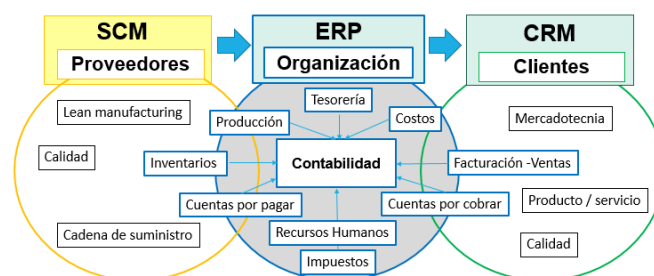 SCM
Proveedores
ERP
Organización
CRM
Clientes
Lean manufacturing
Calidad
Cadena de suministro
Tesorería
Producción
Costos
Inventarios
Contabilidad
Facturación -Ventas
Cuentas por pagar
Cuentas por cobrar
Recursos Humanos
Impuestos
Mercadotecnia
Producto / servicio
Calidad